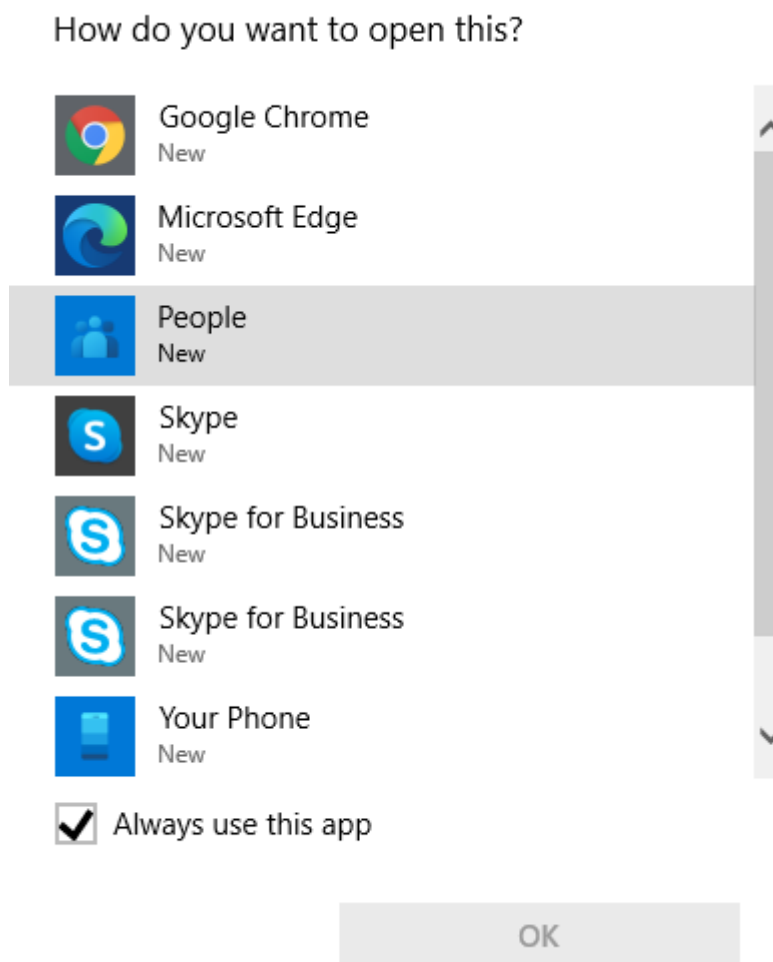 How do you want to open this?
Google Chrome
New
Microsoft Edge
New
People
New
Skype
New
Skype for Business
New
Skype for Business
New
Your Phone
New
Always use this app
OK